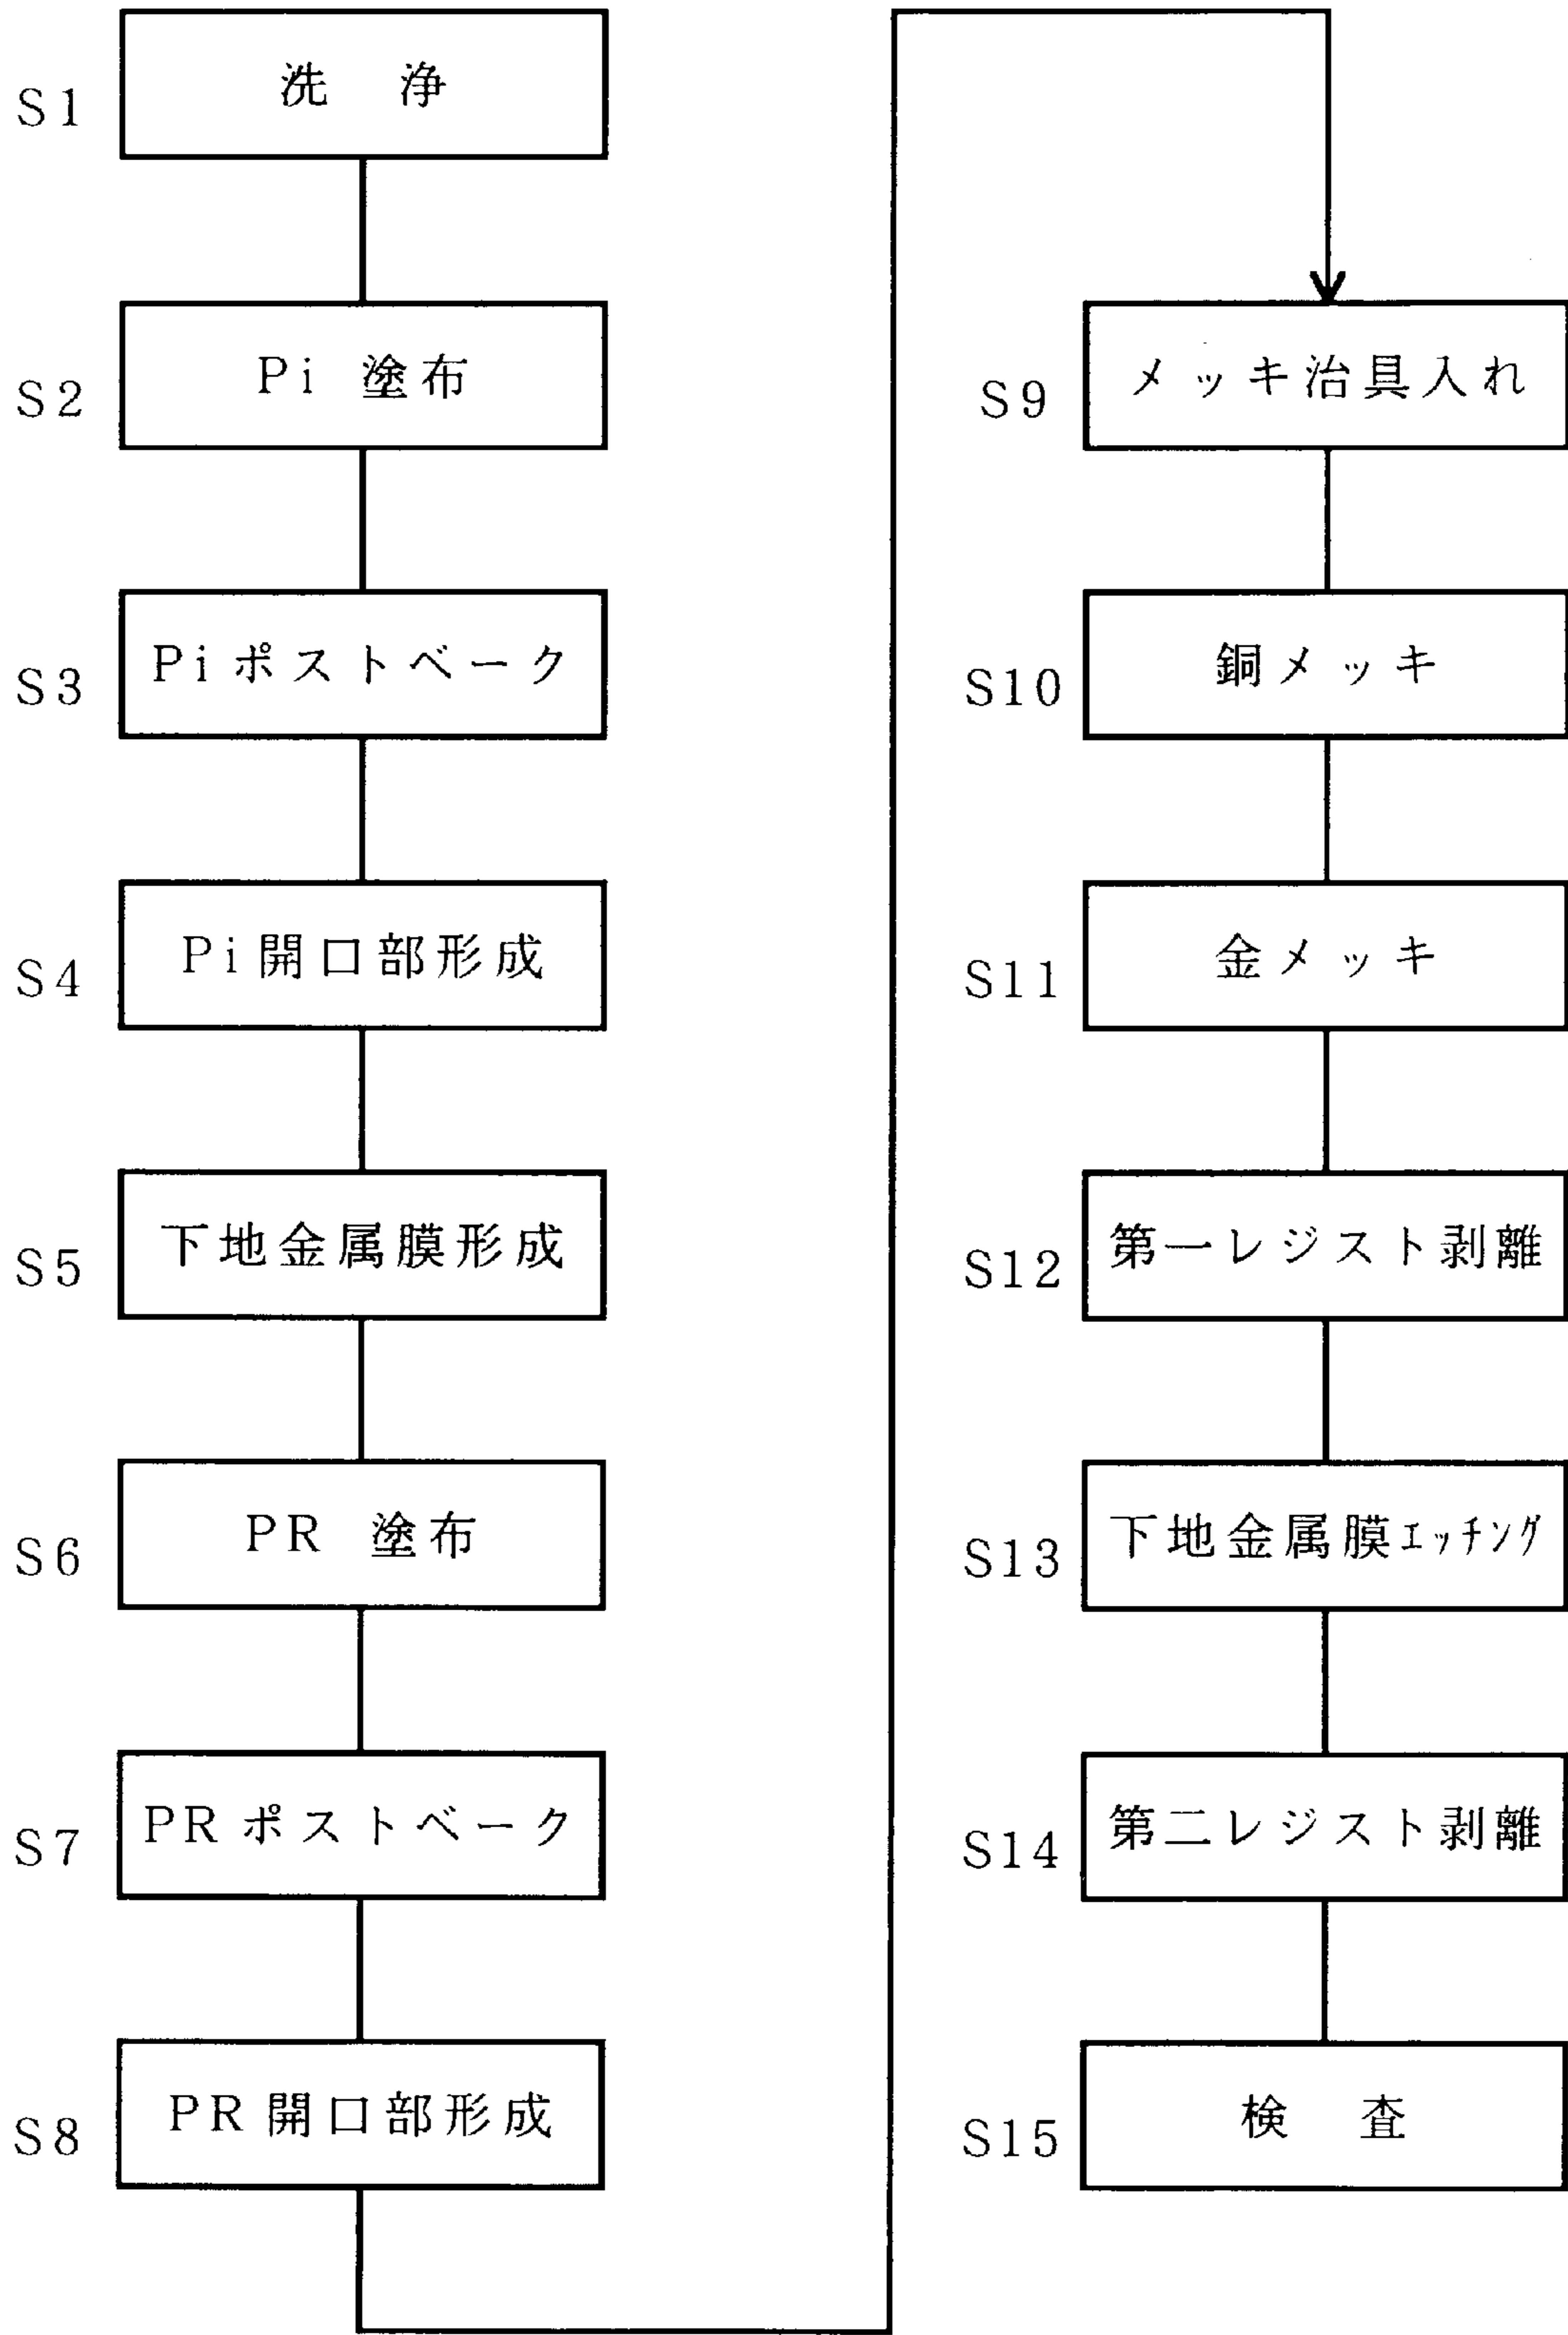 S1 洗 浄
S2 Pi 塗布
S3 Piポストベーク
S4 Pi開口部形成
S5 下地金属膜形成
S6 PR 塗布
S7 PRポストベーク
S8 PR開口部形成
S9 メッキ治具入れ
S10 銅メッキ
S11 金メッキ
S12 第一レジスト剥離
S13 下地金属膜エッチング
S14 第二レジスト剥離
S15 検 査